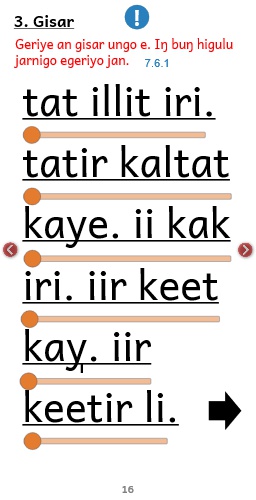 3. Gisar
!
Geriye an gisar ungo e. Iŋ buŋ higulu
jarnigo egeriyo jan. 7.6.1
tat illit iri.
tatir kaltat
kaye. ii kak
iri. iir keet
kay. iir
keetir li.
16